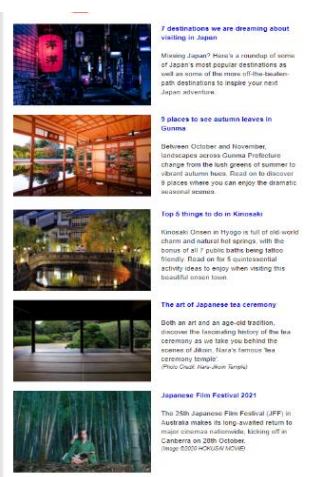 7 destinations we are dreaming about
visiting in Japan
Missing Japan? Here's a roundup of some
of Japan's most popular destinations as
well as some of the more off-the-beaten-
path destinations to inspire your next
Japan adventure.
9 places to see autumn leaves in
Gunma
Between October and November,
landscapes across Gunma Prefecture
change from the lush greens of summer to
vibrant autumn hues. Read on to discover
9 places where you can enjoy the dramatic
seasonal scenes.
Top 5 things to do in Kinosaki
Kinosaki Onsen in Hyogo is full of old-world
charm and natural hot springs, with the
bonus of all 7 public baths being tattoo
friendly. Read on for 5 quintessential
activity ideas to enjoy when visiting this
beautiful onsen town.
The art of Japanese tea ceremony
Both an art and an age-old tradition,
discover the fascinating history of the tea
ceremony as we take you behind the
scenes of Jikoin, Nara's famous 'tea
ceremony temple'.
(Photo Credit: Nara-Jikoin Temple)
Japanese Film Festival 2021
The 25th Japanese Film Festival (JFF) in
Australia makes its long-awaited return to
major cinemas nationwide, kicking off in
Canberra on 28th October.
(Image ©2020 HOKUSAI MOVIE)